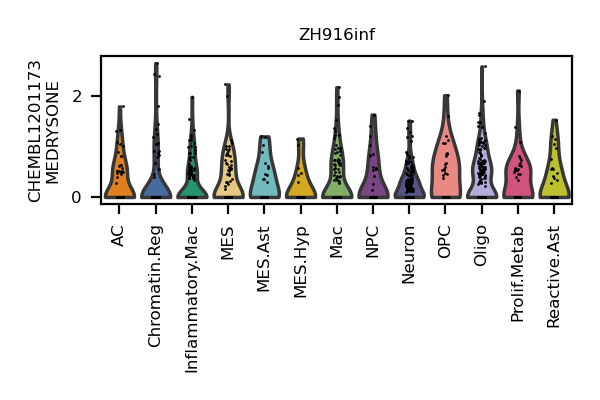 ZH916inf
CHEMBL1201173
MEDRYSONE
2
0
AC
Chromatin.Reg
Inflammatory.Mac
MES
MES.Ast
MES.Hyp
Mac
NPC
Neuron
OPC
Oligo
Prolif.Metab
Reactive.Ast